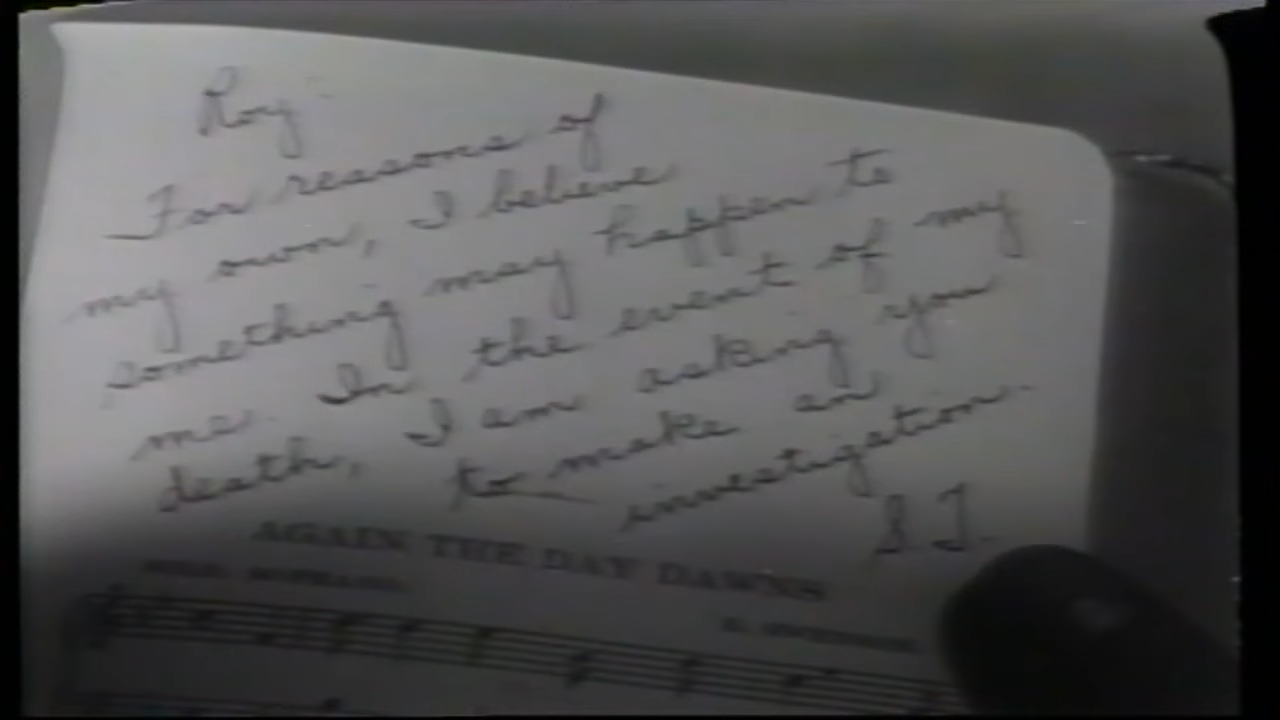 Roy:
For reasons of
my own, I believe
something may happen to
me. In the event of my
death, I am asking you
to make an
investigation.
S.T.
AGAIN THE DAY DAWNS
SOPRANO